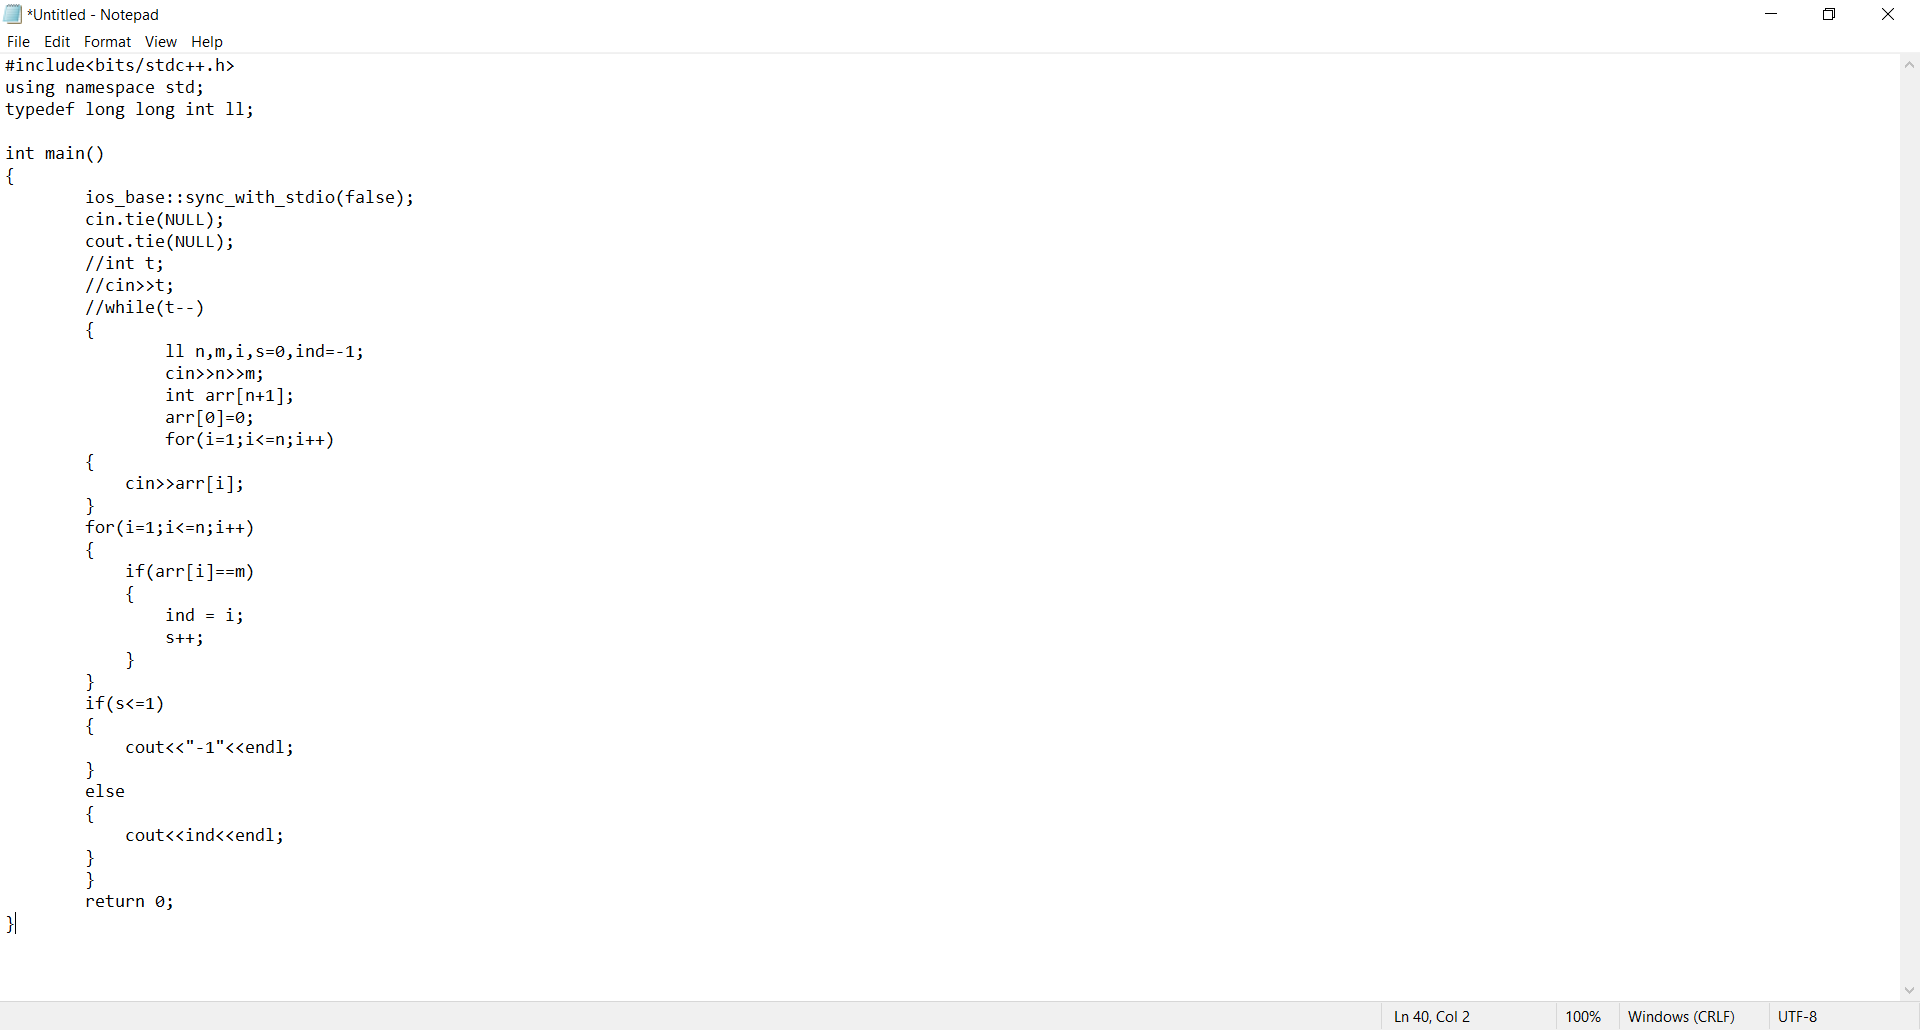 *Untitled - Notepad
File Edit Format View Help
#include<bits/stdc++.h>
using namespace std;
typedef long long int ll;
int main()
{
ios_base::sync_with_stdio(false);
cin.tie(NULL);
cout.tie(NULL);
//int t;
//cin>>t;
//while(t--)
{
ll n,m,i,s=0,ind=-1;
cin>>n>>m;
int arr[n+1];
arr[0]=0;
for(i=1;i<=n;i++)
{
cin>>arr[i];
}
for(i=1;i<=n;i++)
{
if(arr[i]==m)
{
ind = i;
s++;
}
}
if(s<=1)
{
cout<<"-1"<<endl;
}
else
{
cout<<ind<<endl;
}
}
return 0;
}
Ln 40, Col 2 100% Windows (CRLF) UTF-8